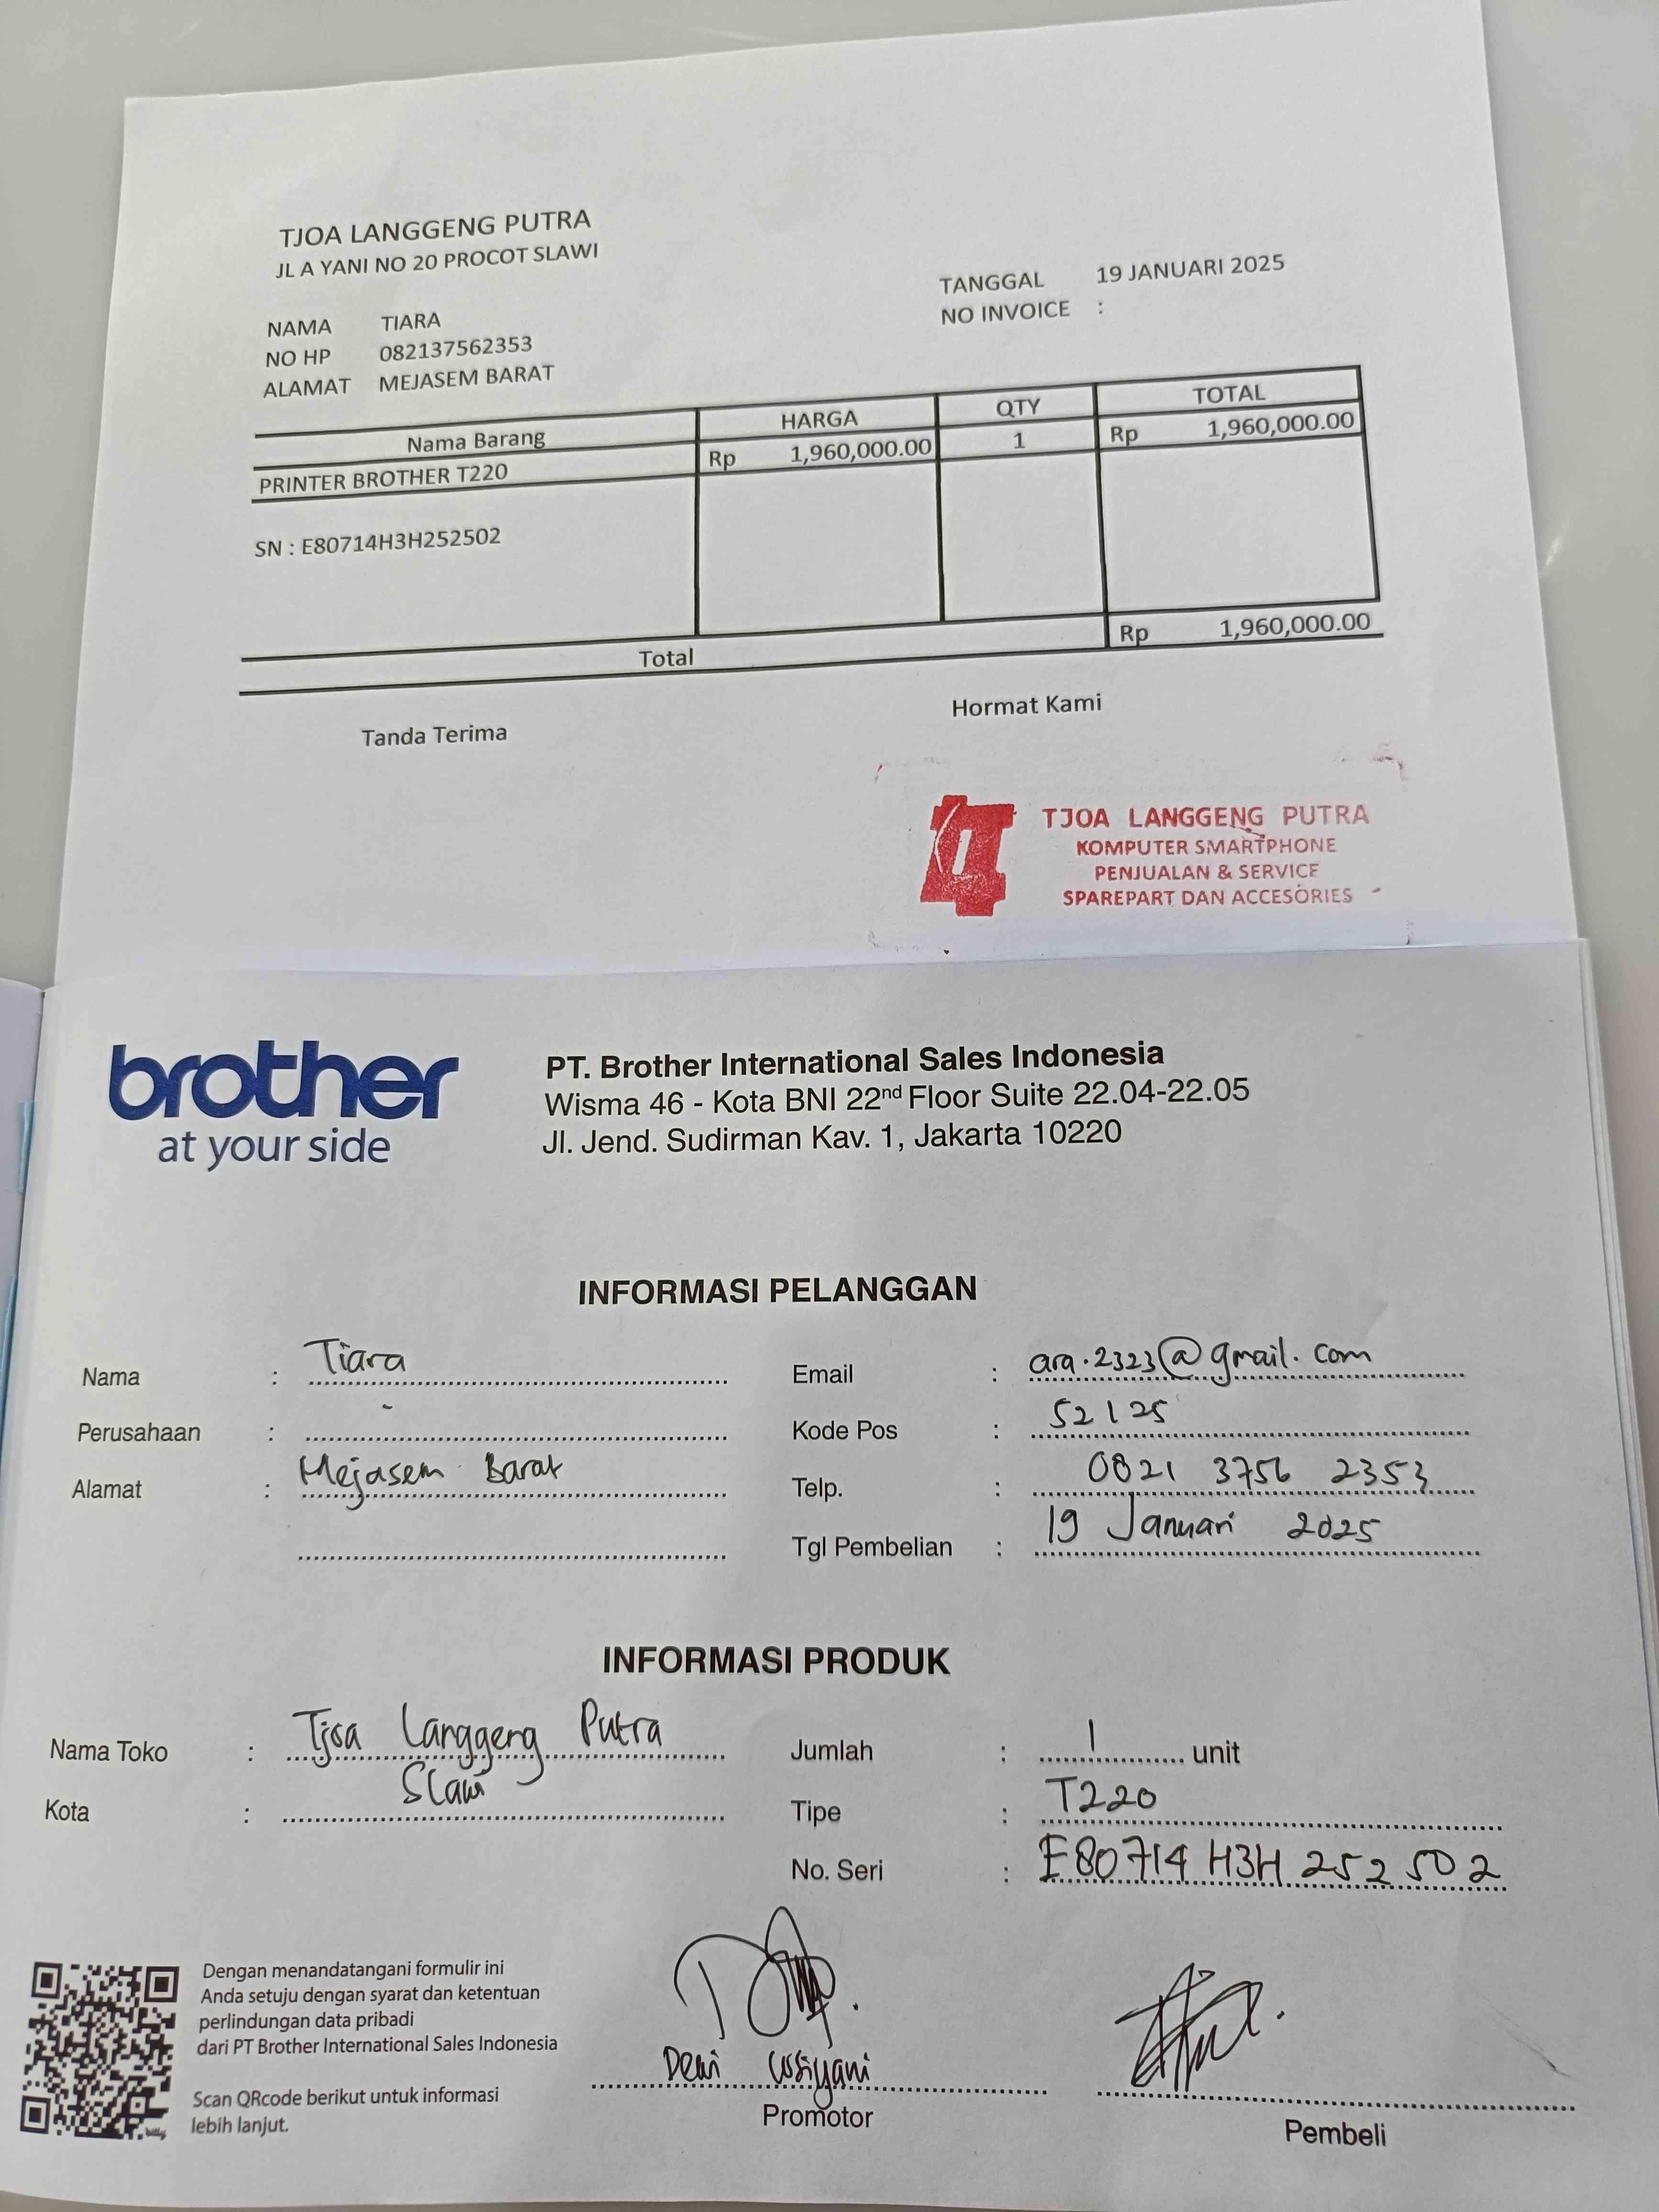 TJOA LANGGENG PUTRA
JL A YANI NO 20 PROCOT SLAWI
TANGGAL 19 JANUARI 2025
NO INVOICE :
NAMA TIARA
NO HP 082137562353
ALAMAT MEJASEM BARAT
Nama Barang HARGA QTY TOTAL
PRINTER BROTHER T220 Rp 1,960,000.00 1 Rp 1,960,000.00
SN : E80714H3H252502
Total Rp 1,960,000.00
Tanda Terima Hormat Kami
TJOA LANGGENG PUTRA
KOMPUTER SMARTPHONE
PENJUALAN & SERVICE
SPAREPART DAN ACCESORIES
brother
at your side
PT. Brother International Sales Indonesia
Wisma 46 - Kota BNI 22nd Floor Suite 22.04-22.05
Jl. Jend. Sudirman Kav. 1, Jakarta 10220
INFORMASI PELANGGAN
Nama : Tiara Email : ara.2323@gmail.com
Perusahaan : - Kode Pos : 52125
Alamat : Mejasem Barat Telp. : 0821 3756 2353
Tgl Pembelian : 19 Januari 2025
INFORMASI PRODUK
Nama Toko : Tjoa Langgeng Putra Jumlah : 1 unit
Kota : Slawi Tipe : T220
No. Seri : E80714H3H252502
Dengan menandatangani formulir ini
Anda setuju dengan syarat dan ketentuan
perlindungan data pribadi
dari PT Brother International Sales Indonesia
Scan QRcode berikut untuk informasi
lebih lanjut.
bitly
Dewi
Promotor
Pembeli